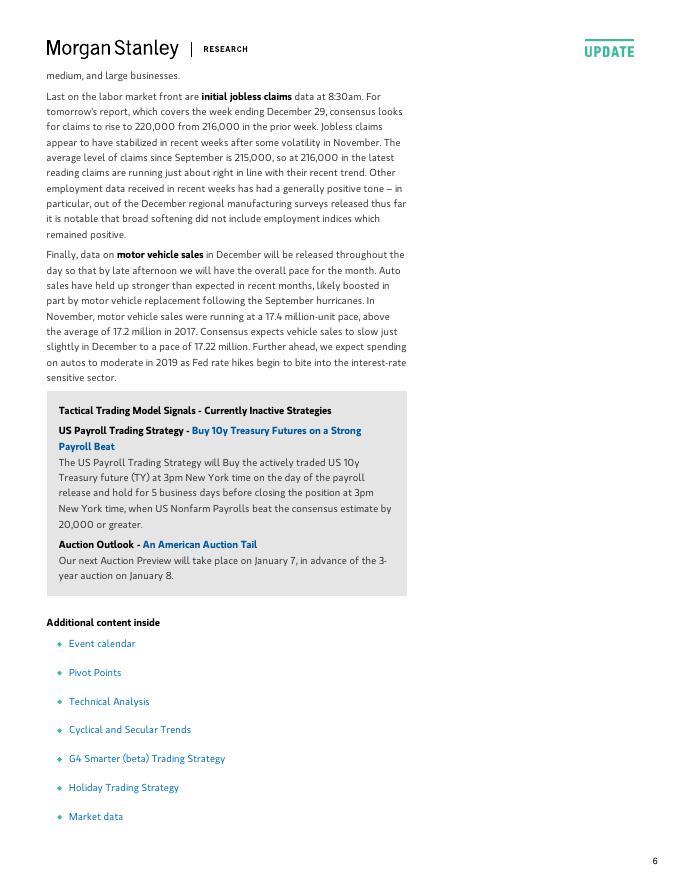 Morgan Stanley | RESEARCH
UPDATE
medium, and large businesses.
Last on the labor market front are initial jobless claims data at 8:30am. For
tomorrow's report, which covers the week ending December 29, consensus looks
for claims to rise to 220,000 from 216,000 in the prior week. Jobless claims
appear to have stabilized in recent weeks after some volatility in November. The
average level of claims since September is 215,000, so at 216,000 in the latest
reading claims are running just about right in line with their recent trend. Other
employment data received in recent weeks has had a generally positive tone – in
particular, out of the December regional manufacturing surveys released thus far
it is notable that broad softening did not include employment indices which
remained positive.
Finally, data on motor vehicle sales in December will be released throughout the
day so that by late afternoon we will have the overall pace for the month. Auto
sales have held up stronger than expected in recent months, likely boosted in
part by motor vehicle replacement following the September hurricanes. In
November, motor vehicle sales were running at a 17.4 million-unit pace, above
the average of 17.2 million in 2017. Consensus expects vehicle sales to slow just
slightly in December to a pace of 17.22 million. Further ahead, we expect spending
on autos to moderate in 2019 as Fed rate hikes begin to bite into the interest-rate
sensitive sector.
Tactical Trading Model Signals - Currently Inactive Strategies
US Payroll Trading Strategy - Buy 10y Treasury Futures on a Strong
Payroll Beat
The US Payroll Trading Strategy will Buy the actively traded US 10y
Treasury future (TY) at 3pm New York time on the day of the payroll
release and hold for 5 business days before closing the position at 3pm
New York time, when US Nonfarm Payrolls beat the consensus estimate by
20,000 or greater.
Auction Outlook - An American Auction Tail
Our next Auction Preview will take place on January 7, in advance of the 3-
year auction on January 8.
Additional content inside
Event calendar
Pivot Points
Technical Analysis
Cyclical and Secular Trends
G4 Smarter (beta) Trading Strategy
Holiday Trading Strategy
Market data
6